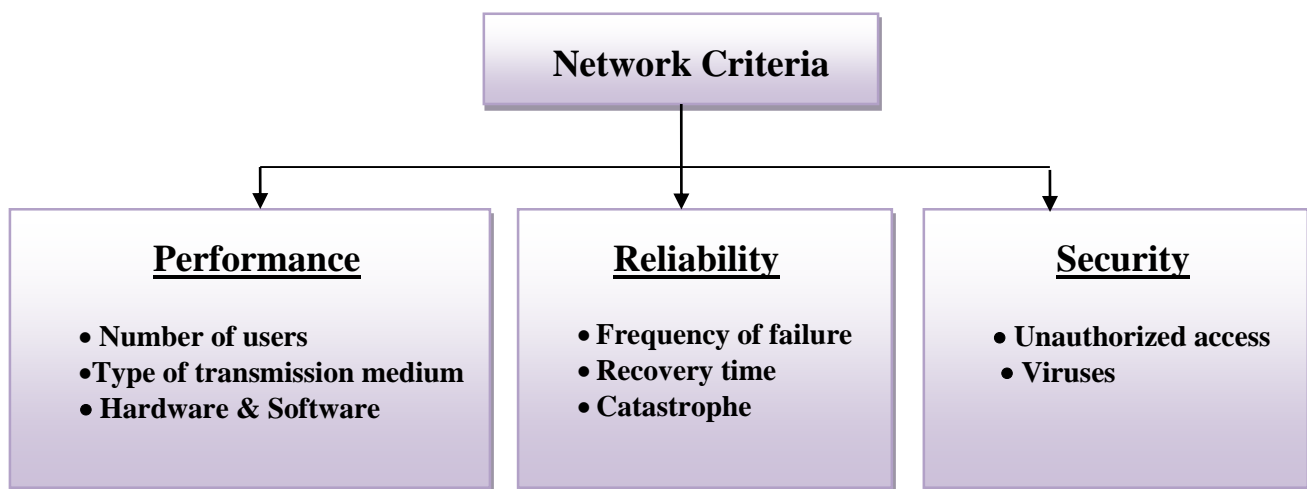 Network Criteria
Performance
• Number of users
•Type of transmission medium
• Hardware & Software
Reliability
• Frequency of failure
• Recovery time
• Catastrophe
Security
• Unauthorized access
• Viruses